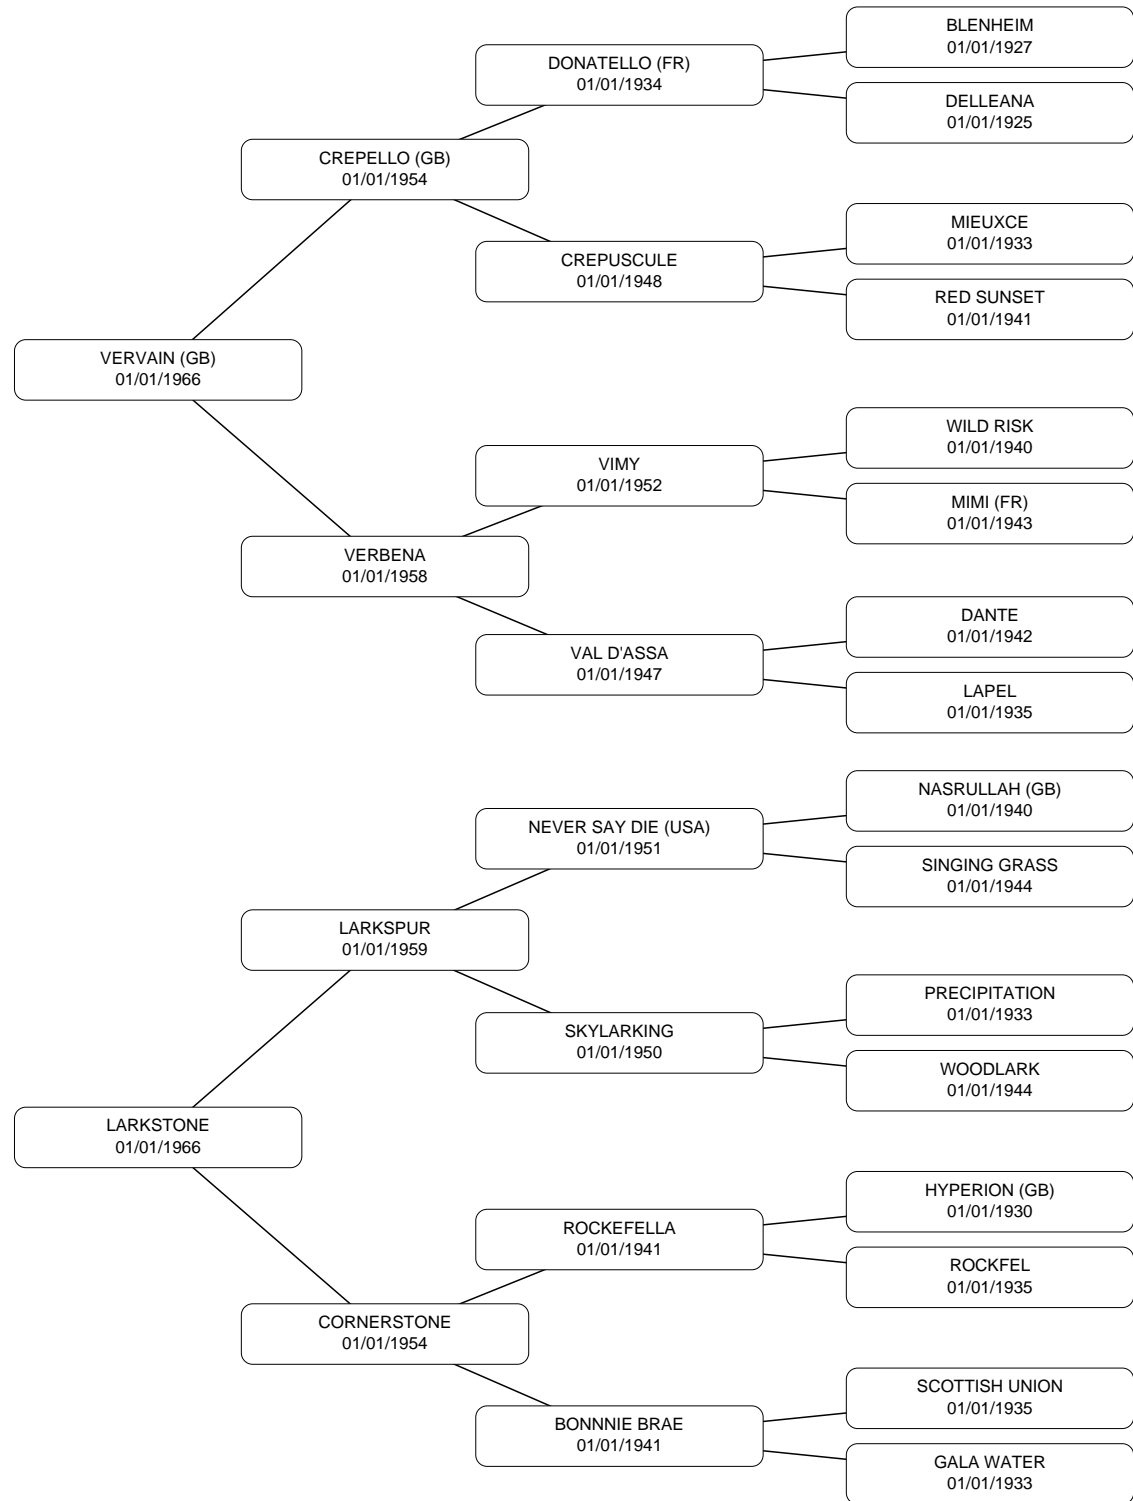 BLENHEIM
01/01/1927
DONATELLO (FR)
01/01/1934
DELLEANA
01/01/1925
CREPELLO (GB)
01/01/1954
MIEUXCE
01/01/1933
CREPUSCULE
01/01/1948
RED SUNSET
01/01/1941
VERVAIN (GB)
01/01/1966
WILD RISK
01/01/1940
VIMY
01/01/1952
MIMI (FR)
01/01/1943
VERBENA
01/01/1958
DANTE
01/01/1942
VAL D'ASSA
01/01/1947
LAPEL
01/01/1935
NASRULLAH (GB)
01/01/1940
NEVER SAY DIE (USA)
01/01/1951
SINGING GRASS
01/01/1944
LARKSPUR
01/01/1959
PRECIPITATION
01/01/1933
SKYLARKING
01/01/1950
WOODLARK
01/01/1944
LARKSTONE
01/01/1966
HYPERION (GB)
01/01/1930
ROCKEFELLA
01/01/1941
ROCKFEL
01/01/1935
CORNERSTONE
01/01/1954
SCOTTISH UNION
01/01/1935
BONNNIE BRAE
01/01/1941
GALA WATER
01/01/1933